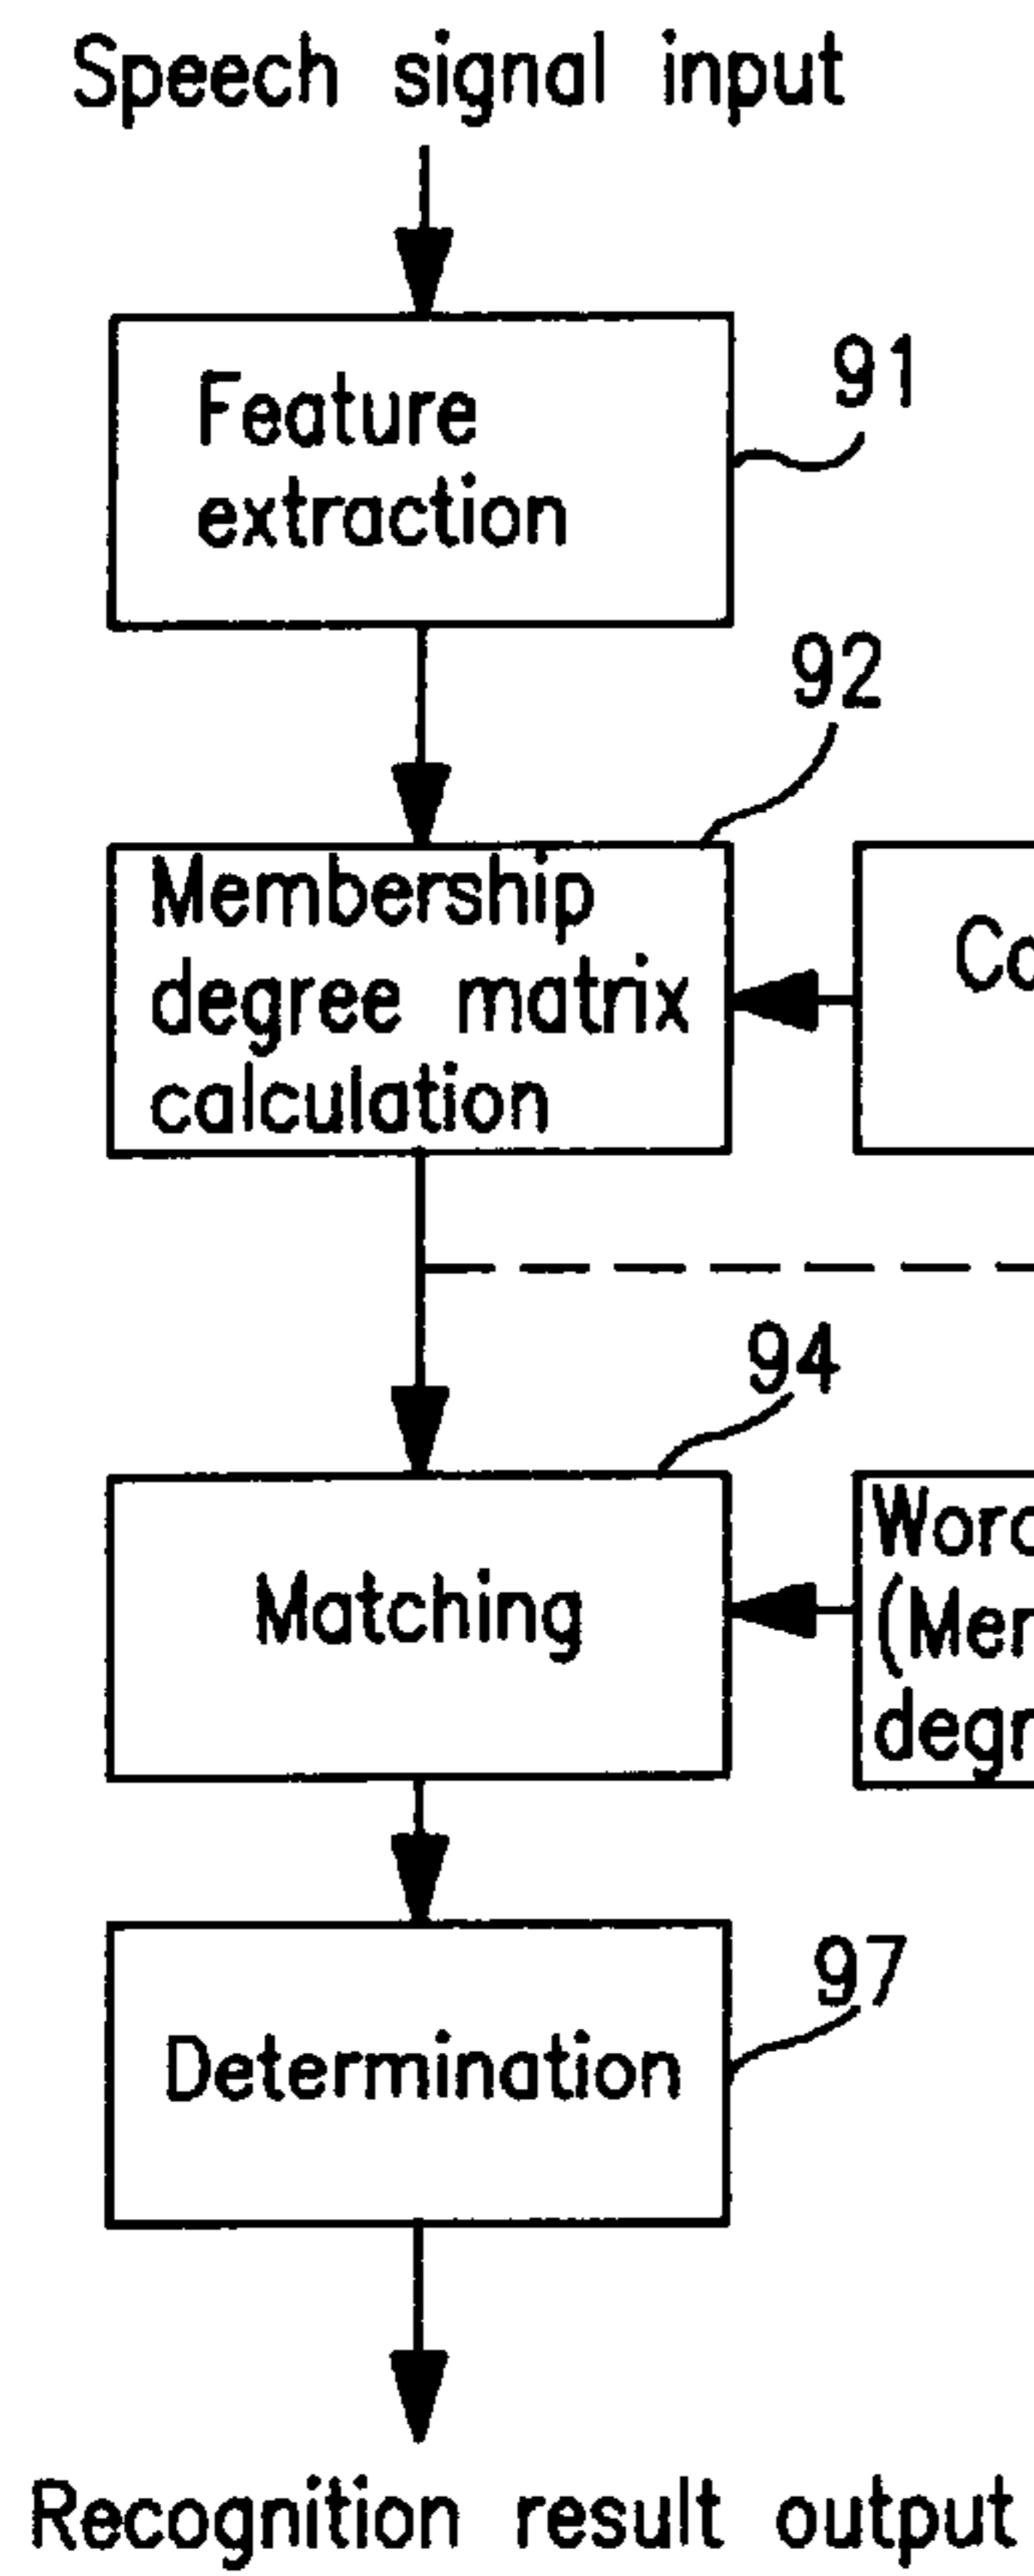 Speech signal input
Feature
extraction
91
92
Membership
degree matrix
calculation
94
Matching
97
Determination
Recognition result output